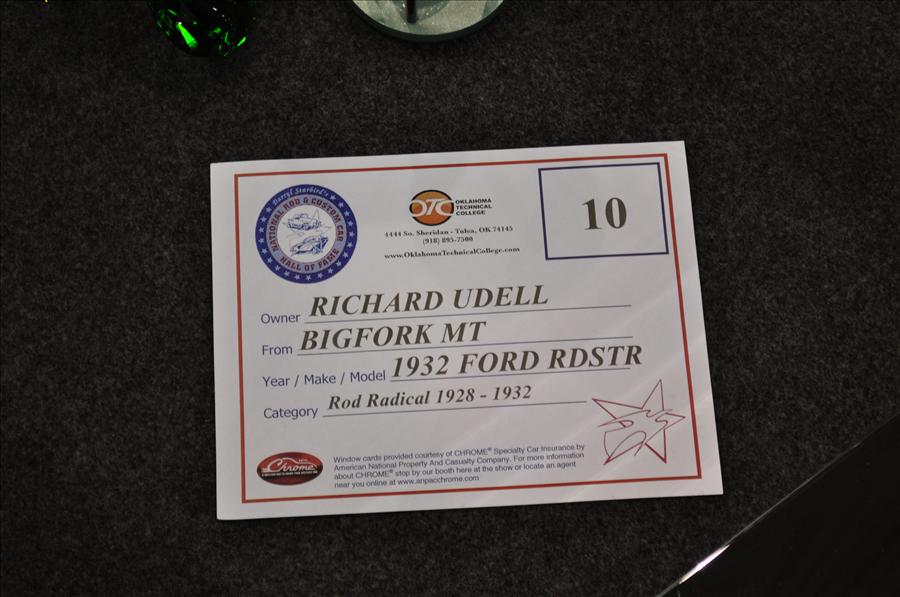 Darryl Starbird's
NATIONAL ROD & CUSTOM CAR
HALL OF FAME
OTC OKLAHOMA
TECHNICAL
COLLEGE
4444 So. Sheridan - Tulsa, OK 74145
(918) 895-7500
www.OklahomaTechnicalCollege.com
10
Owner RICHARD UDELL
From BIGFORK MT
Year / Make / Model 1932 FORD RDSTR
Category Rod Radical 1928 - 1932
Chrome
Window cards provided courtesy of CHROME® Specialty Car Insurance by
American National Property And Casualty Company. For more information
about CHROME® stop by our booth here at the show or locate an agent
near you online at www.anpacchrome.com